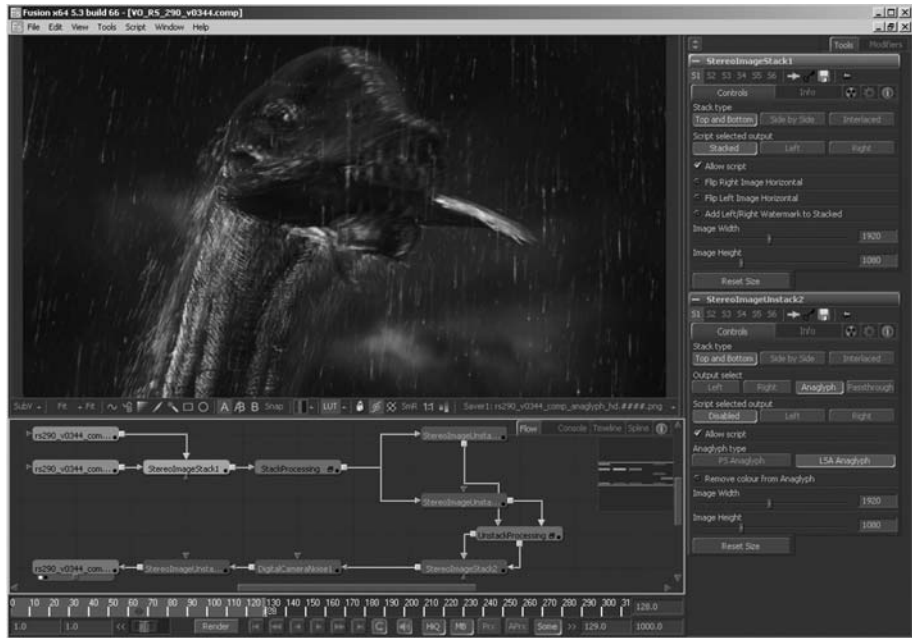 Fusion x64 5.3 build 66 - [VO_RS_290_v0344.comp]
File Edit View Tools Script Window Help
Tools Modifiers
StereoImageStack1
S1 S2 S3 S4 S5 S6
Controls Info
Stack type
Top and Bottom Side by Side Interlaced
Script selected output
Stacked Left Right
Allow script
Flip Right Image Horizontal
Flip Left Image Horizontal
Add Left/Right Watermark to Stacked
Image Width
1920
Image Height
1080
Reset Size
StereoImageUnstack2
S1 S2 S3 S4 S5 S6
Controls Info
Stack type
Top and Bottom Side by Side Interlaced
Output select
Left Right Anaglyph Passthrough
Script selected output
Disabled Left Right
Allow script
Anaglyph type
PS Anaglyph LSA Anaglyph
Remove colour from Anaglyph
Image Width
1920
Image Height
1080
Reset Size
SubV Fit Fit A B B Snap LUT SmR 1:1 Saver1: rs290_v0344_comp_anaglyph_hd.####.png
Flow Console Timeline Spline
rs290_v0344_com...
StereoImageUnsta...
rs290_v0344_com...
StereoImageStack1
StackProcessing
StereoImageUnsta...
UnstackProcessing
rs290_v0344_com...
StereoImageUnsta...
DigitalCameraNoise1
StereoImageStack2
0 10 20 30 40 50 60 70 80 90 100 110 120 130 140 150 160 170 180 190 200 210 220 230 240 250 260 270 280 290 300 31 128.0
1.0 1.0 << Render HiQ MB Prx APrx Some >> 129.0 1000.0